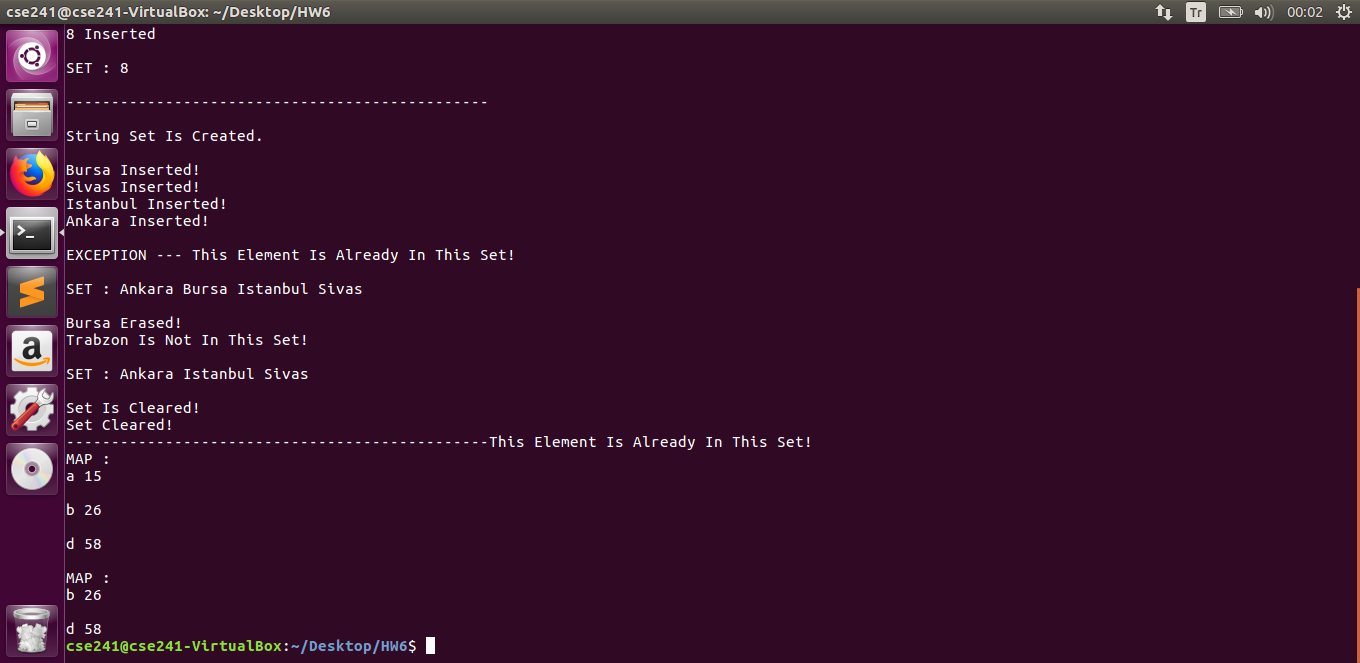 cse241@cse241-VirtualBox: ~/Desktop/HW6
Tr
00:02
8 Inserted
SET : 8
-----------------------------------------------
String Set Is Created.
Bursa Inserted!
Sivas Inserted!
Istanbul Inserted!
Ankara Inserted!
EXCEPTION --- This Element Is Already In This Set!
SET : Ankara Bursa Istanbul Sivas
Bursa Erased!
Trabzon Is Not In This Set!
SET : Ankara Istanbul Sivas
Set Is Cleared!
Set Cleared!
-----------------------------------------------This Element Is Already In This Set!
MAP :
a 15
b 26
d 58
MAP :
b 26
d 58
cse241@cse241-VirtualBox:~/Desktop/HW6$